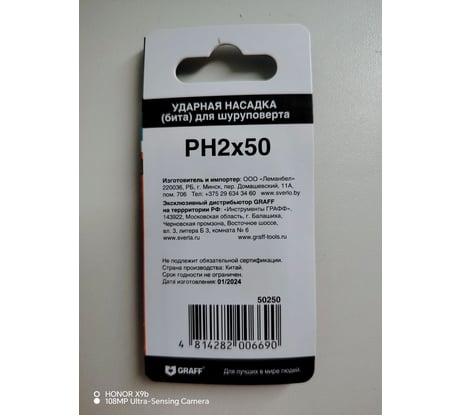 УДАРНАЯ НАСАДКА
(бита) для шуруповерта
PH2x50
Изготовитель и импортер: ООО «Леманбел»
220036, РБ, г. Минск, пер. Домашевский, 11А,
пом. 706 Тел: +375 29 634 34 60 www.sverlo.by
Эксклюзивный дистрибьютор GRAFF
на территории РФ: «Инструменты ГРАФФ»,
143922, Московская область, г. Балашиха,
Черновская промзона, Восточное шоссе,
вл. 3, литера Б 3, комната № 6
www.sverla.ru www.graff-tools.ru
Не подлежит обязательной сертификации.
Страна производства: Китай.
Срок годности не ограничен.
Дата изготовления: 01/2024
50250
4 814282 006690
GRAFF
Для лучших в мире людей.
HONOR X9b
108MP Ultra-Sensing Camera